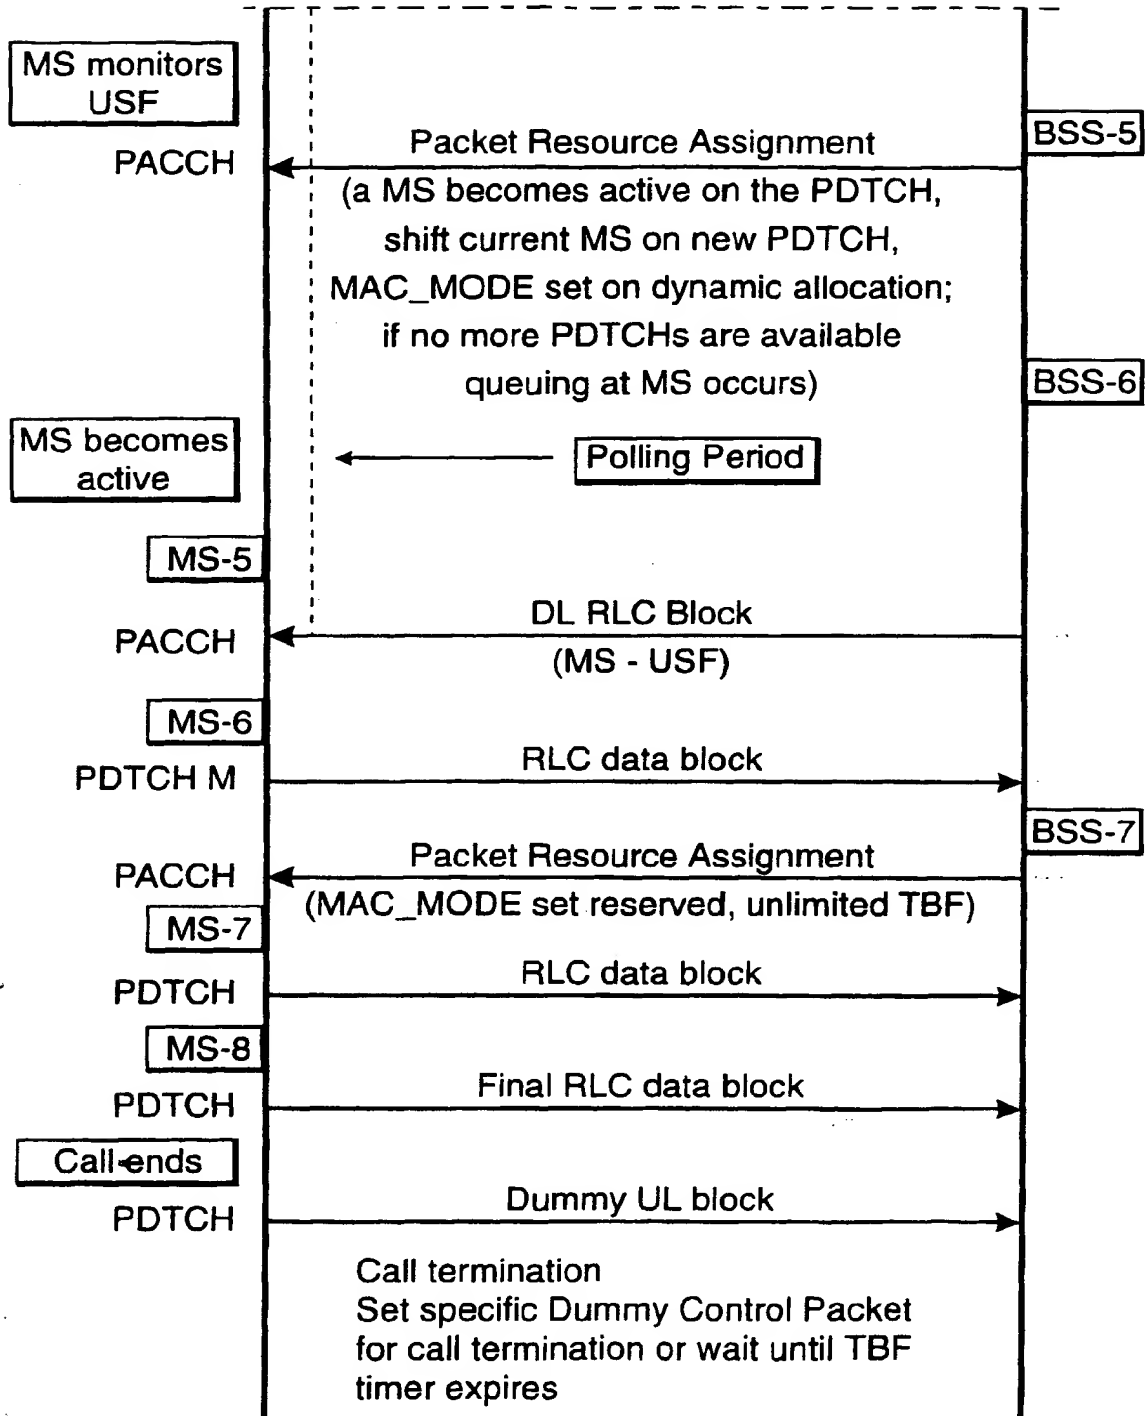 MS monitors
USF
BSS-5
Packet Resource Assignment
PACCH
(a MS becomes active on the PDTCH,
shift current MS on new PDTCH,
MAC_MODE set on dynamic allocation;
if no more PDTCHs are available
queuing at MS occurs)
BSS-6
MS becomes
active
Polling Period
MS-5
DL RLC Block
PACCH
(MS - USF)
MS-6
RLC data block
PDTCH M
BSS-7
Packet Resource Assignment
PACCH
(MAC_MODE set reserved, unlimited TBF)
MS-7
RLC data block
PDTCH
MS-8
Final RLC data block
PDTCH
Call ends
Dummy UL block
PDTCH
Call termination
Set specific Dummy Control Packet
for call termination or wait until TBF
timer expires